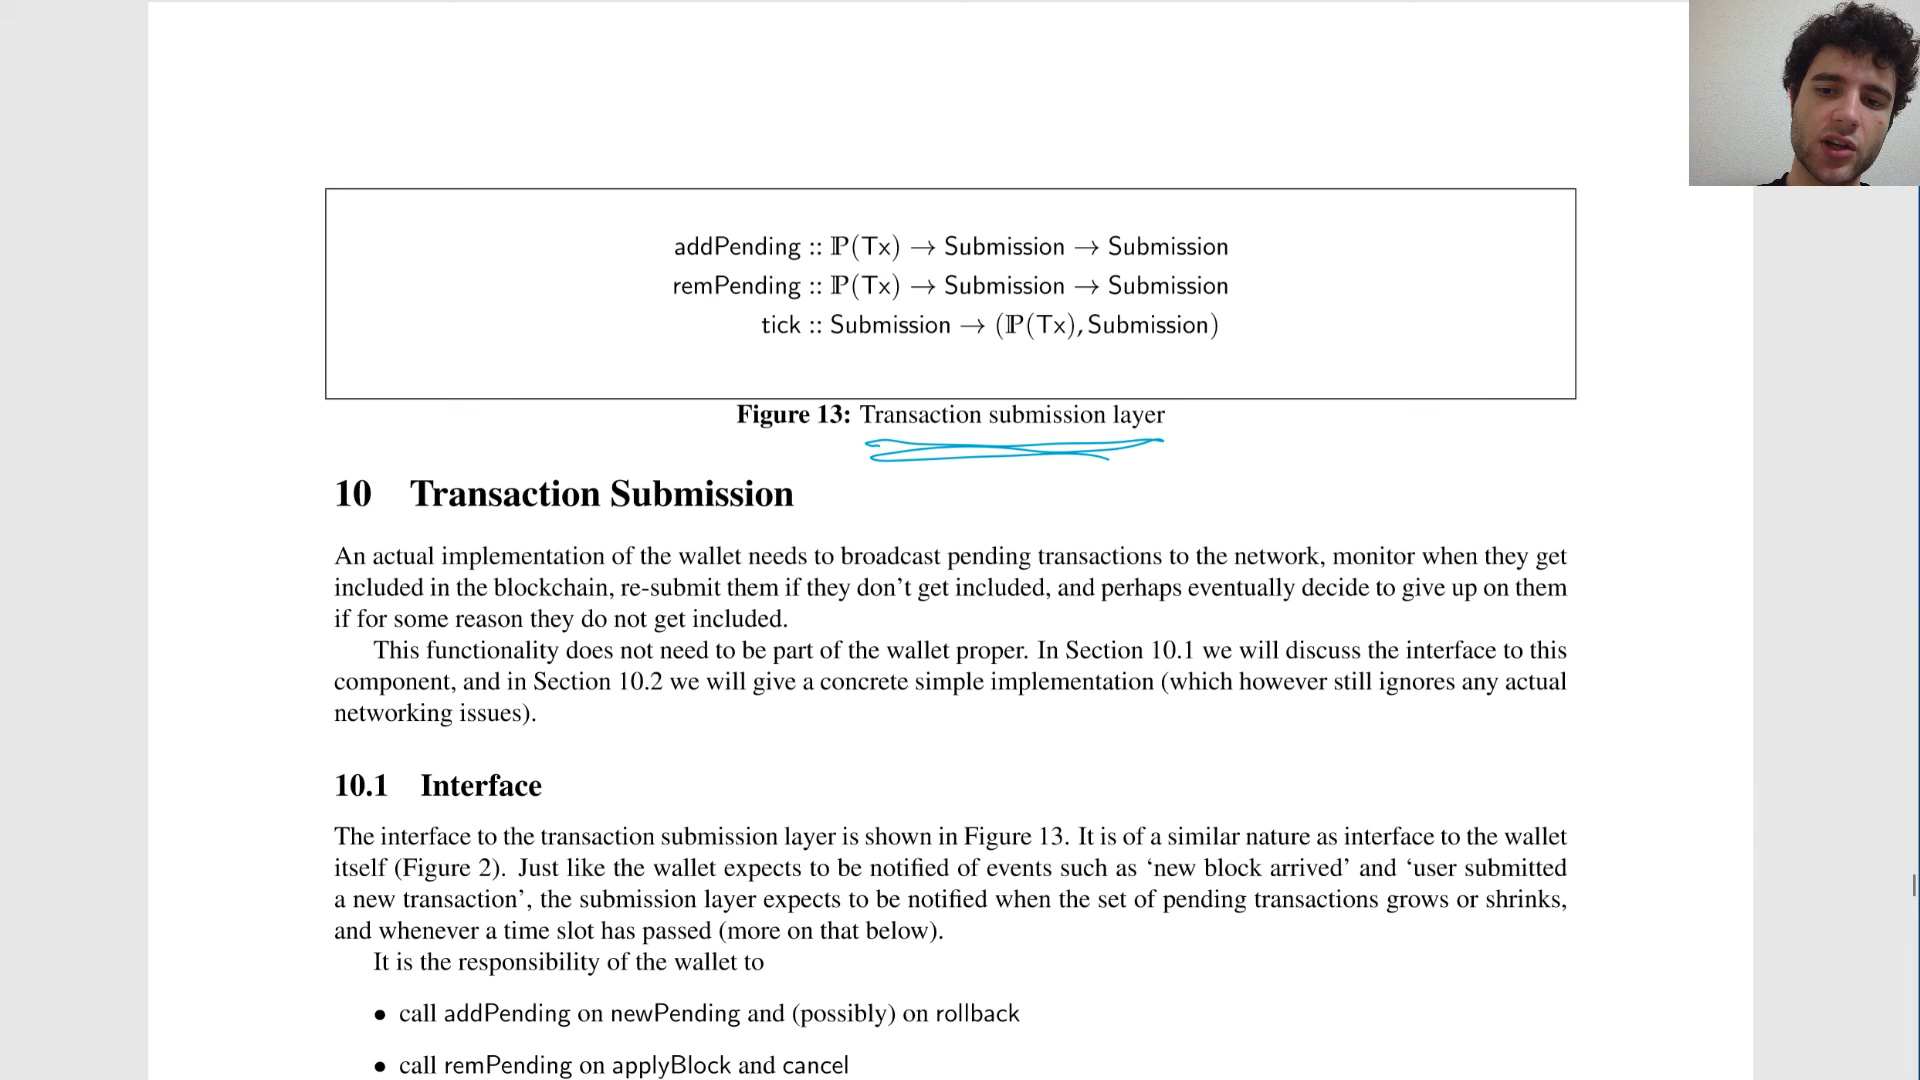 addPending :: ℙ(Tx) → Submission → Submission
remPending :: ℙ(Tx) → Submission → Submission
tick :: Submission → (ℙ(Tx), Submission)
Figure 13: Transaction submission layer
10 Transaction Submission
An actual implementation of the wallet needs to broadcast pending transactions to the network, monitor when they get
included in the blockchain, re-submit them if they don’t get included, and perhaps eventually decide to give up on them
if for some reason they do not get included.
This functionality does not need to be part of the wallet proper. In Section 10.1 we will discuss the interface to this
component, and in Section 10.2 we will give a concrete simple implementation (which however still ignores any actual
networking issues).
10.1 Interface
The interface to the transaction submission layer is shown in Figure 13. It is of a similar nature as interface to the wallet
itself (Figure 2). Just like the wallet expects to be notified of events such as ‘new block arrived’ and ‘user submitted
a new transaction’, the submission layer expects to be notified when the set of pending transactions grows or shrinks,
and whenever a time slot has passed (more on that below).
It is the responsibility of the wallet to
• call addPending on newPending and (possibly) on rollback
• call remPending on applyBlock and cancel